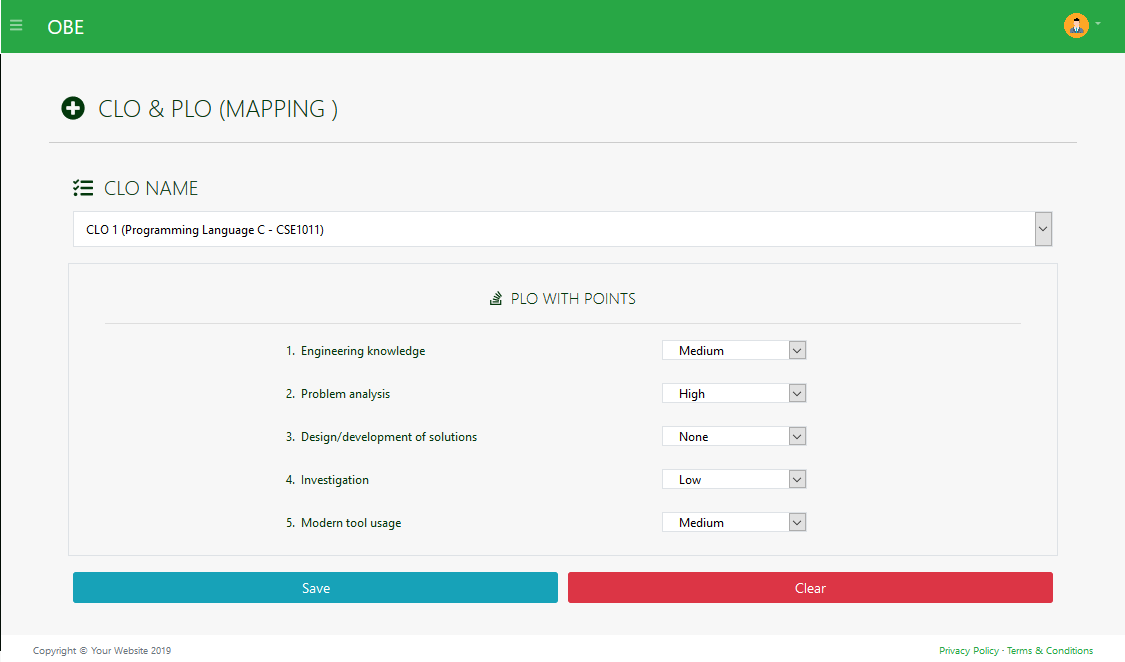 OBE
CLO & PLO (MAPPING )
CLO NAME
CLO 1 (Programming Language C - CSE1011)
PLO WITH POINTS
1. Engineering knowledge Medium
2. Problem analysis High
3. Design/development of solutions None
4. Investigation Low
5. Modern tool usage Medium
Save Clear
Copyright © Your Website 2019 Privacy Policy · Terms & Conditions